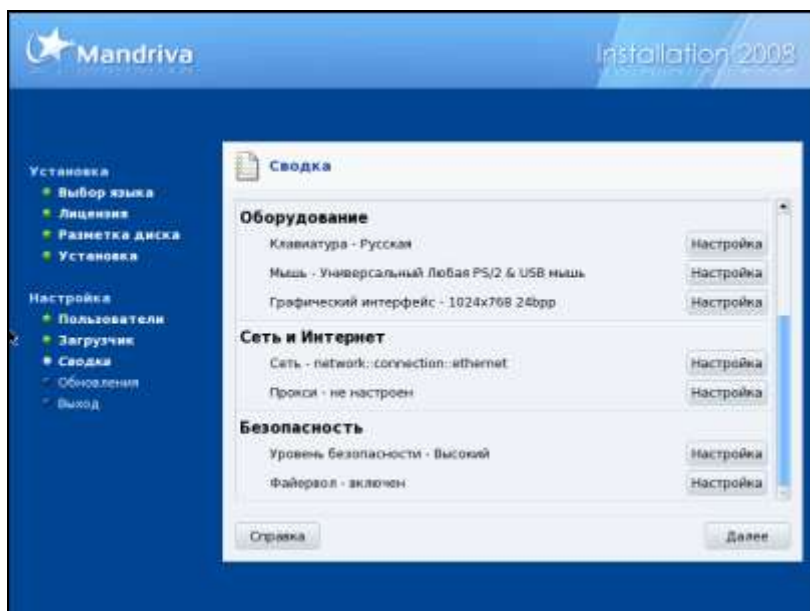 Mandriva
Installation 2008
Установка
Выбор языка
Лицензия
Разметка диска
Установка
Настройка
Пользователи
Загрузчик
Сводка
Обновления
Выход
Сводка
Оборудование
Клавиатура - Русская
Настройка
Мышь - Универсальный Любая PS/2 & USB мышь
Настройка
Графический интерфейс - 1024x768 24bpp
Настройка
Сеть и Интернет
Сеть - network::connection::ethernet
Настройка
Прокси - не настроен
Настройка
Безопасность
Уровень безопасности - Высокий
Настройка
Файервол - включен
Настройка
Справка
Далее